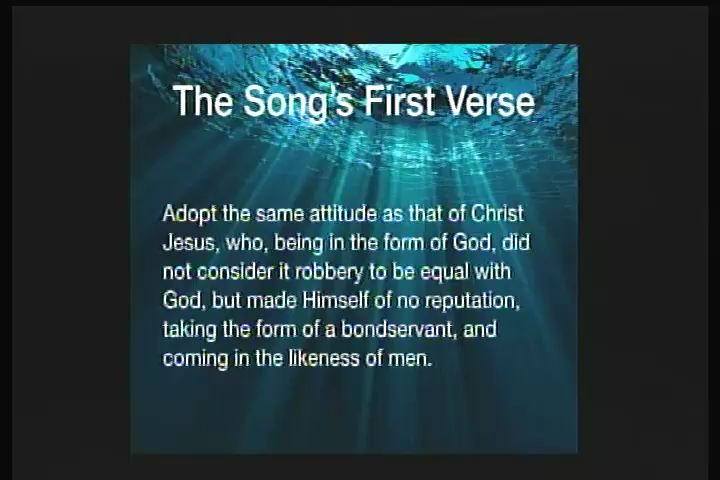 The Song's First Verse
Adopt the same attitude as that of Christ
Jesus, who, being in the form of God, did
not consider it robbery to be equal with
God, but made Himself of no reputation,
taking the form of a bondservant, and
coming in the likeness of men.